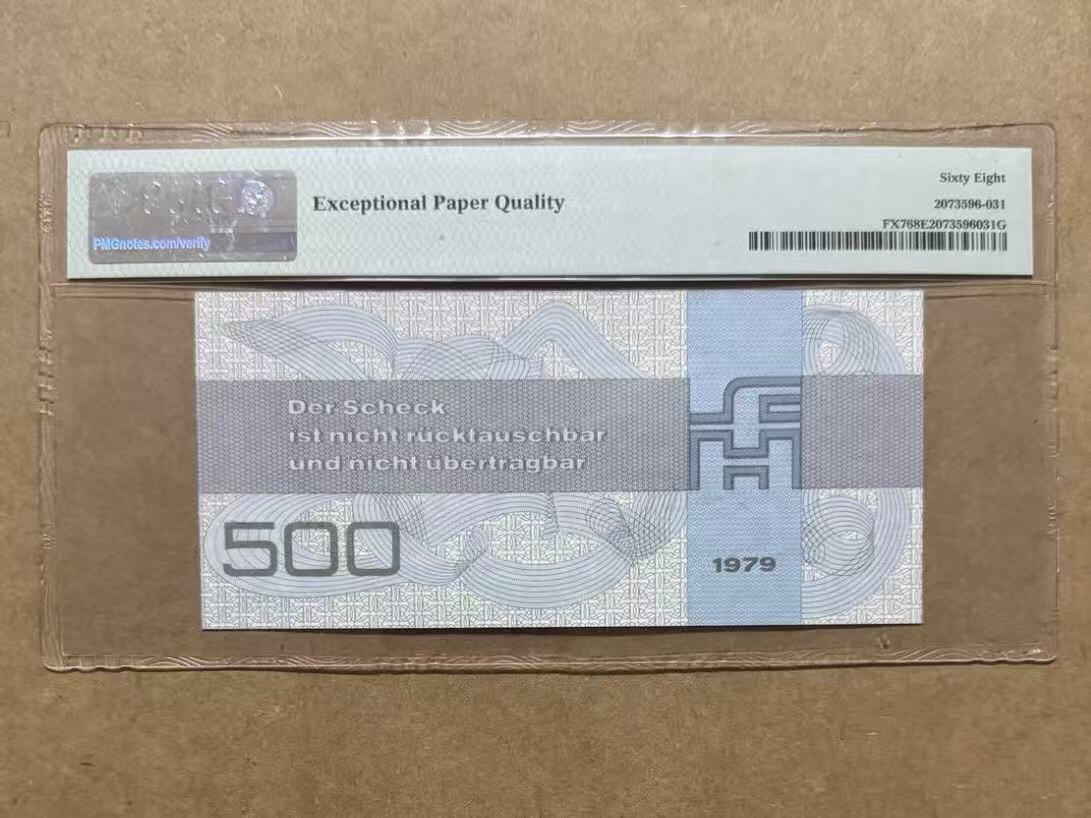 PMG
PMGnotes.com/verify
Exceptional Paper Quality
Sixty Eight
2073596-031
FX768E2073596031G
Der Scheck
ist nicht rücktauschbar
und nicht übertragbar
500
1979